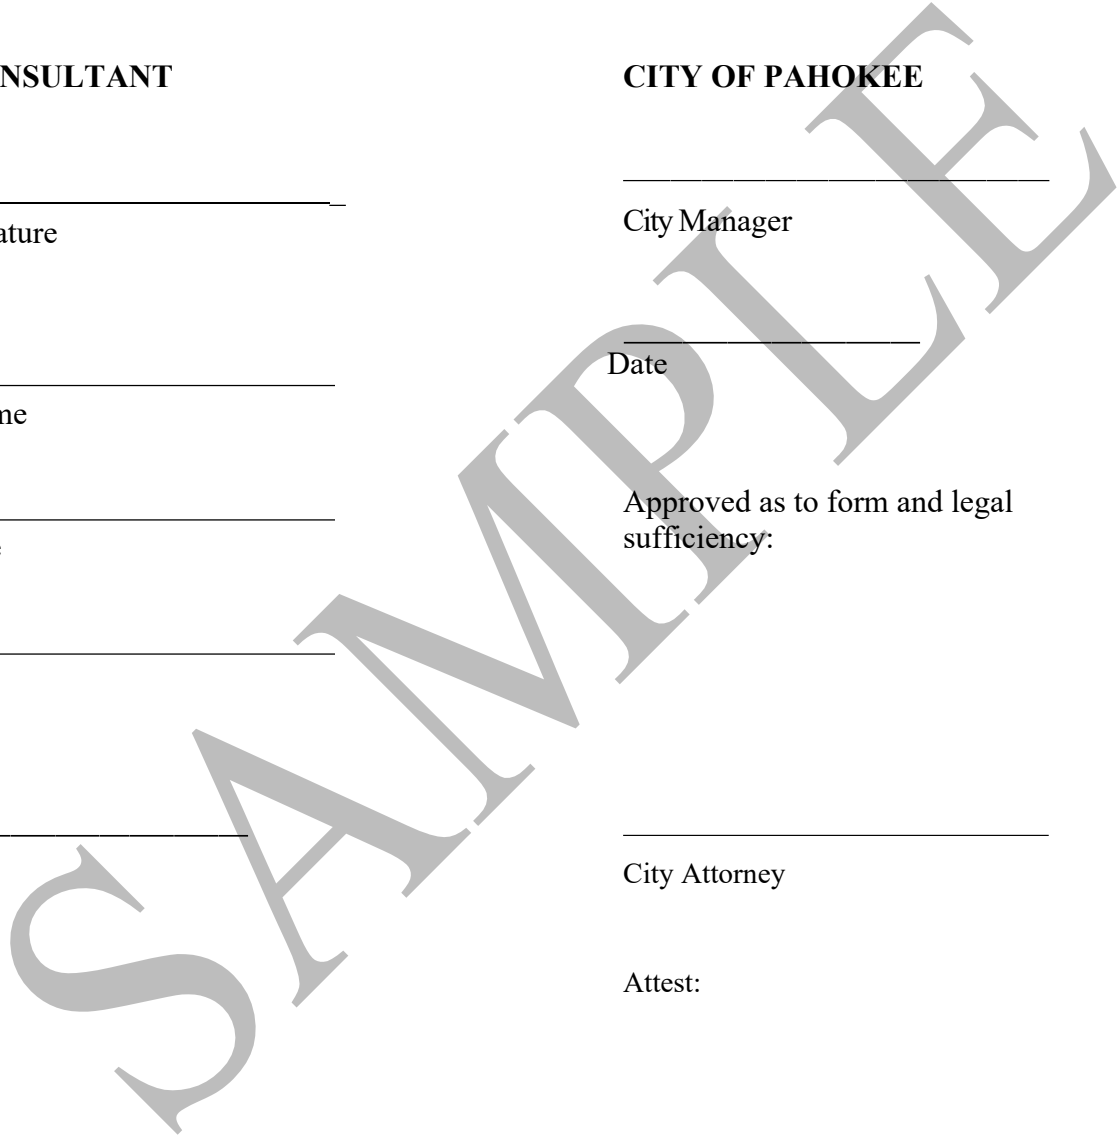 NSULTANT
ature
me
CITY OF PAHOKEE
City Manager
Date
Approved as to form and legal
sufficiency:
City Attorney
Attest:
SAMPLE